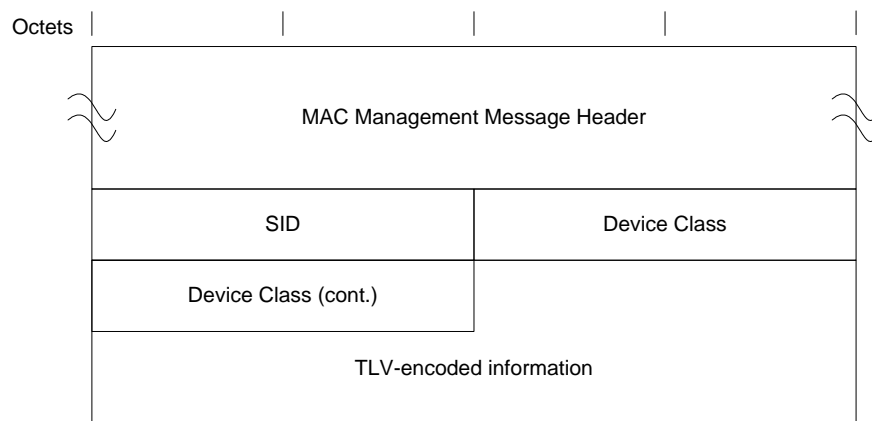 Octets
MAC Management Message Header
SID
Device Class
Device Class (cont.)
TLV-encoded information